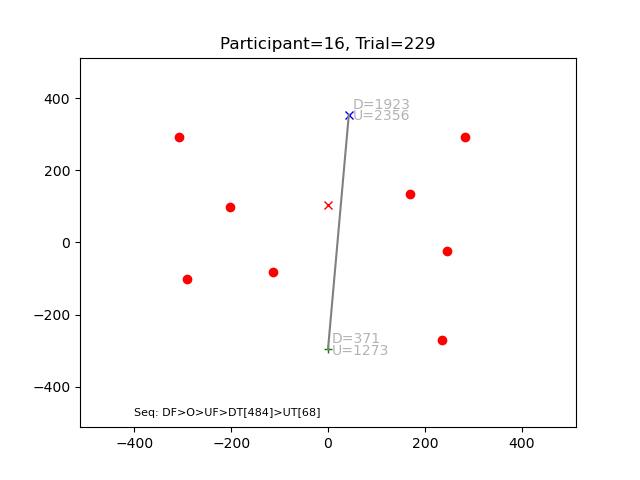 Participant=16, Trial=229
D=1923
U=2356
D=371
U=1273
Seq: DF>O>UF>DT[484]>UT[68]
400
200
0
−200
−400
−400
−200
0
200
400